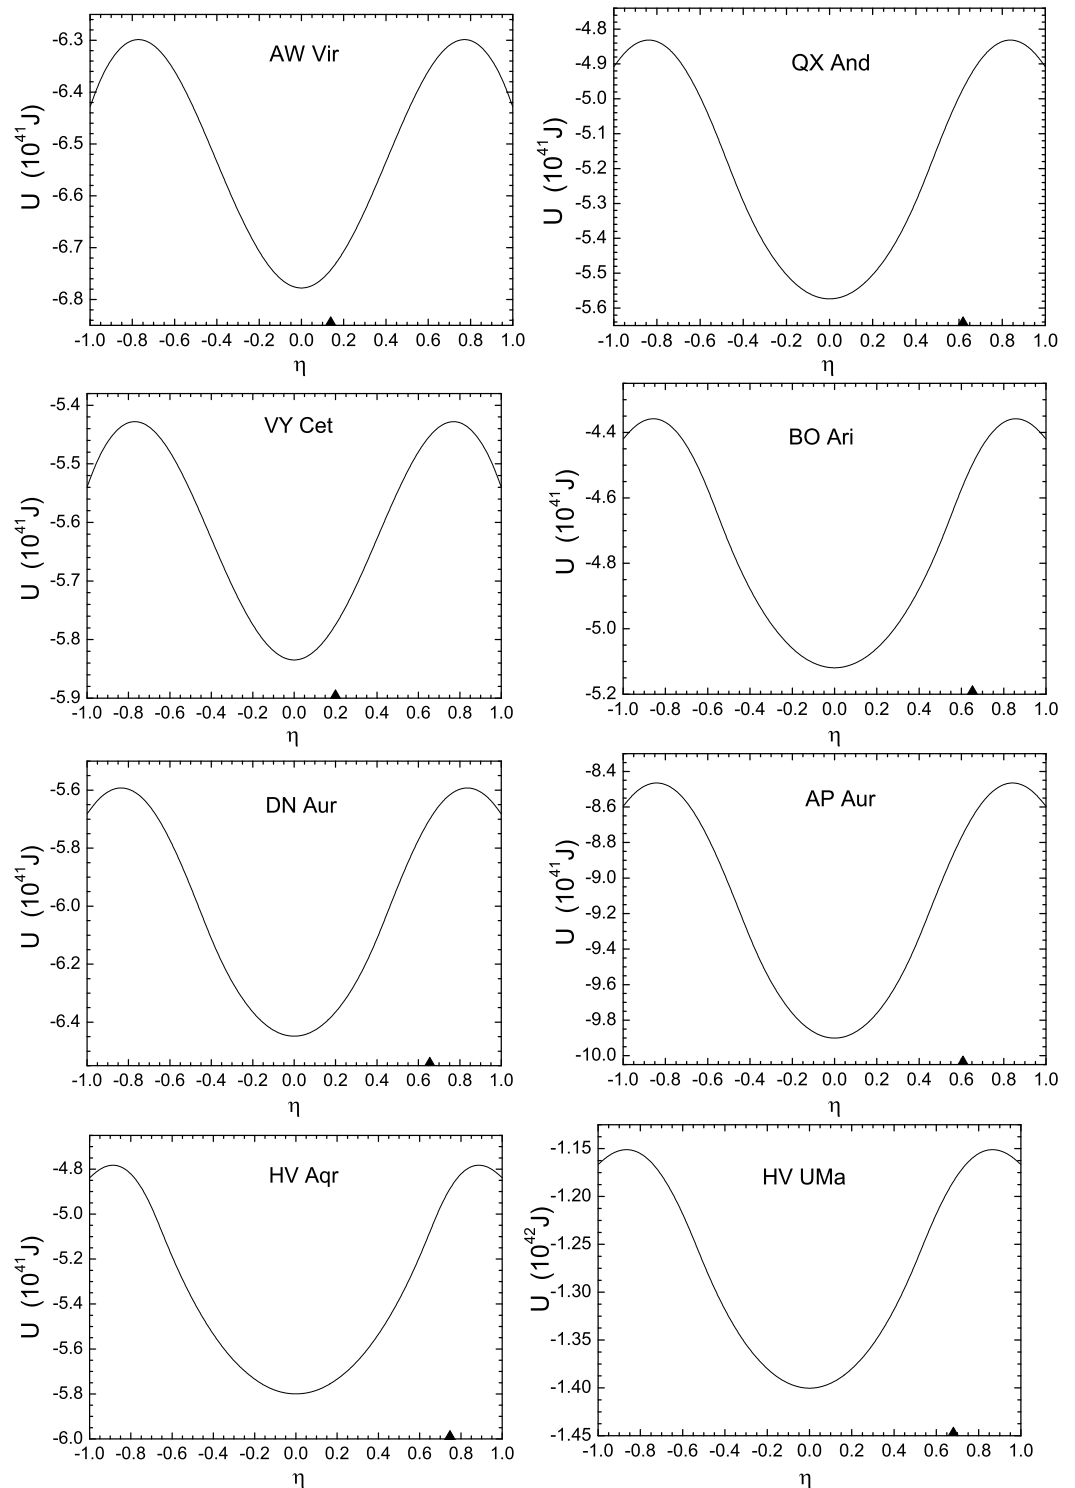 AW Vir
U (10^41 J)
-6.3
-6.4
-6.5
-6.6
-6.7
-6.8
-1.0 -0.8 -0.6 -0.4 -0.2 0.0 0.2 0.4 0.6 0.8 1.0
η
QX And
U (10^41 J)
-4.8
-4.9
-5.0
-5.1
-5.2
-5.3
-5.4
-5.5
-5.6
-1.0 -0.8 -0.6 -0.4 -0.2 0.0 0.2 0.4 0.6 0.8 1.0
η
VY Cet
U (10^41 J)
-5.4
-5.5
-5.6
-5.7
-5.8
-5.9
-1.0 -0.8 -0.6 -0.4 -0.2 0.0 0.2 0.4 0.6 0.8 1.0
η
BO Ari
U (10^41 J)
-4.4
-4.6
-4.8
-5.0
-5.2
-1.0 -0.8 -0.6 -0.4 -0.2 0.0 0.2 0.4 0.6 0.8 1.0
η
DN Aur
U (10^41 J)
-5.6
-5.8
-6.0
-6.2
-6.4
-1.0 -0.8 -0.6 -0.4 -0.2 0.0 0.2 0.4 0.6 0.8 1.0
η
AP Aur
U (10^41 J)
-8.4
-8.6
-8.8
-9.0
-9.2
-9.4
-9.6
-9.8
-10.0
-1.0 -0.8 -0.6 -0.4 -0.2 0.0 0.2 0.4 0.6 0.8 1.0
η
HV Aqr
U (10^41 J)
-4.8
-5.0
-5.2
-5.4
-5.6
-5.8
-6.0
-1.0 -0.8 -0.6 -0.4 -0.2 0.0 0.2 0.4 0.6 0.8 1.0
η
HV UMa
U (10^42 J)
-1.15
-1.20
-1.25
-1.30
-1.35
-1.40
-1.45
-1.0 -0.8 -0.6 -0.4 -0.2 0.0 0.2 0.4 0.6 0.8 1.0
η